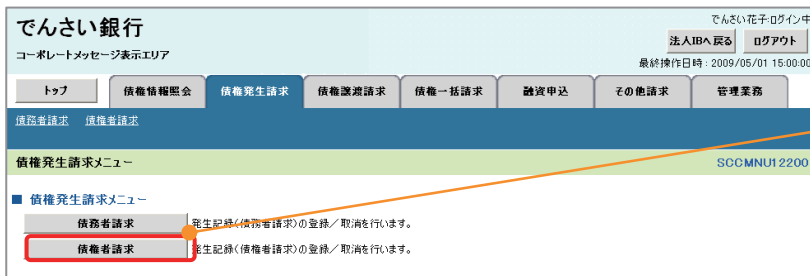 でんさい銀行
でんさい花子:ログイン中
法人IBへ戻る ログアウト
コーポレートメッセージ表示エリア
最終操作日時：2009/05/01 15:00:00
トップ 債権情報照会 債権発生請求 債権譲渡請求 債権一括請求 融資申込 その他請求 管理業務
債務者請求 債権者請求
債権発生請求メニュー SCCMNU12200
■ 債権発生請求メニュー
債務者請求 発生記録(債務者請求)の登録／取消を行います。
債権者請求 発生記録(債権者請求)の登録／取消を行います。